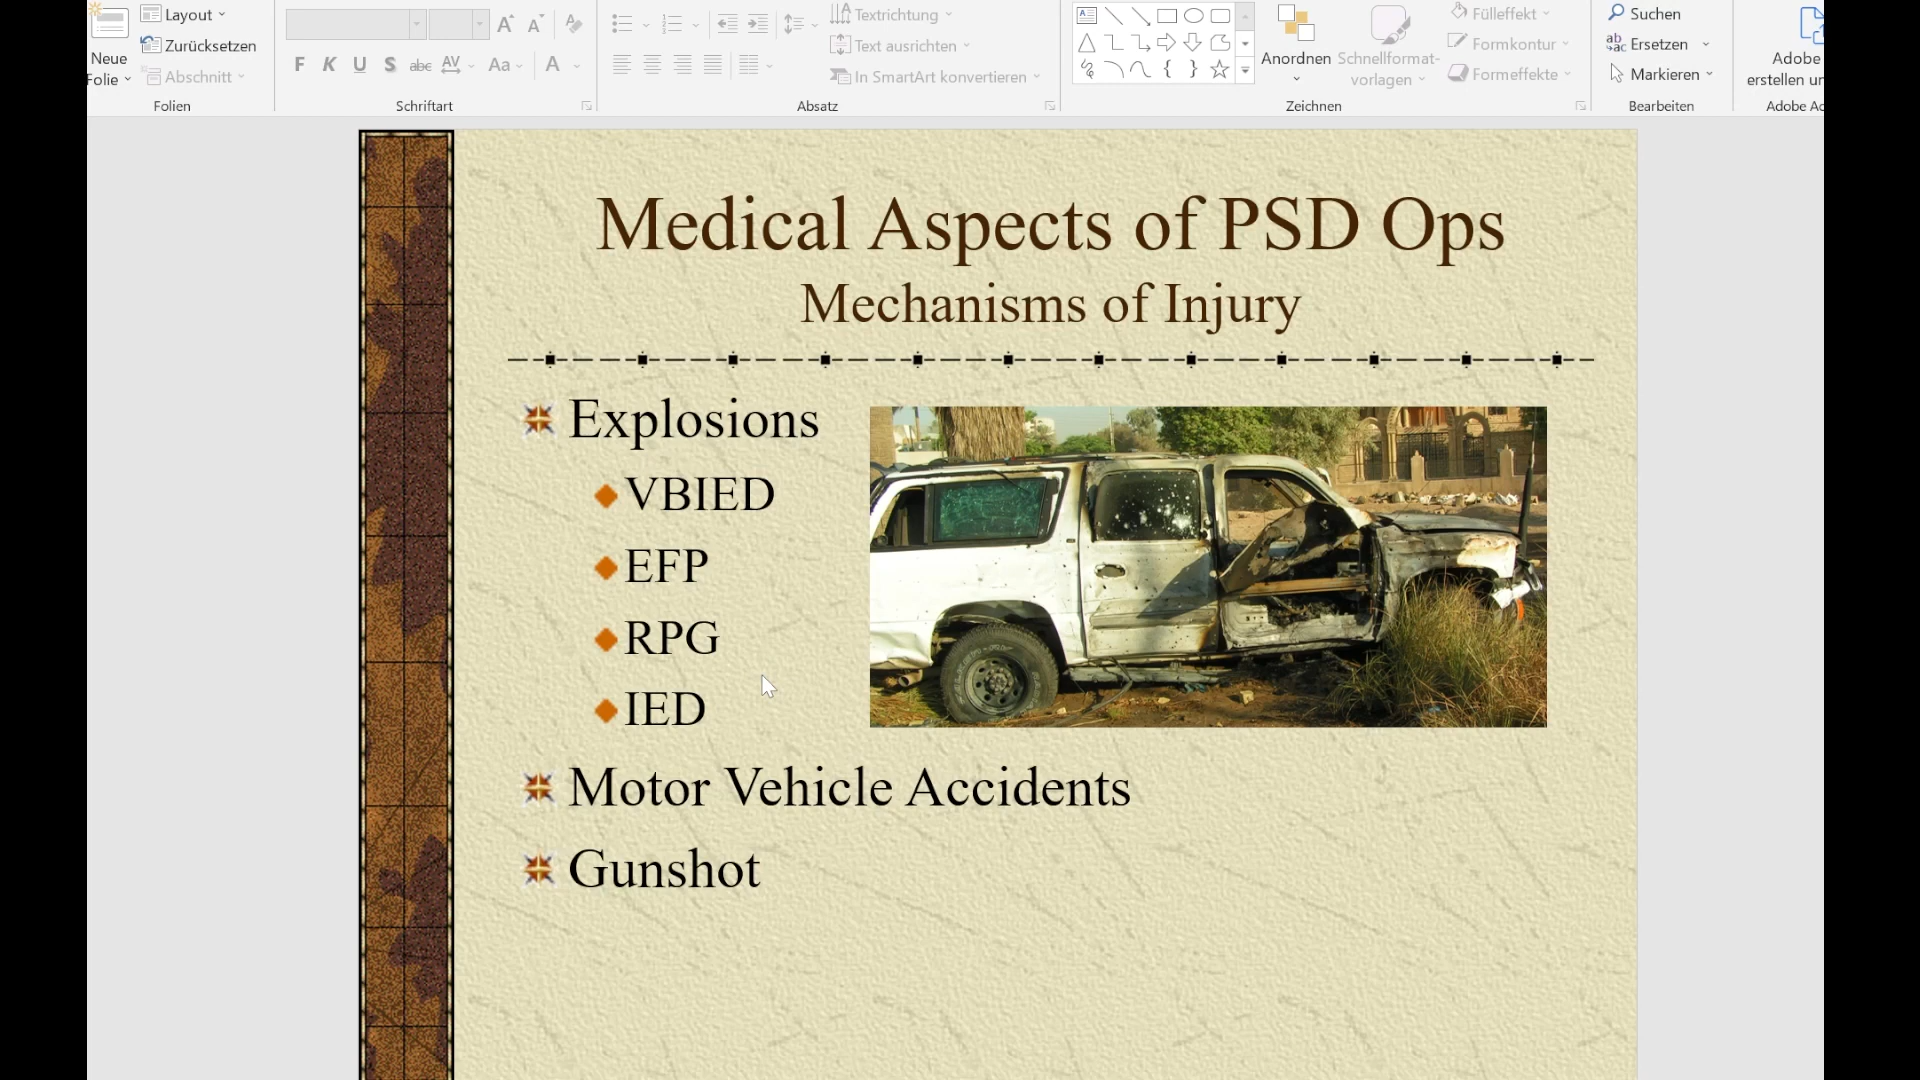 Layout
Zurücksetzen
Abschnitt
Neue
Folie
Folien
F K U S abc AV Aa A
Schriftart
Textrichtung
Text ausrichten
In SmartArt konvertieren
Absatz
Anordnen
Schnellformat-
vorlagen
Fülleffekt
Formkontur
Formeffekte
Zeichnen
Suchen
Ersetzen
Markieren
Bearbeiten
Adobe
erstellen
Adobe
Medical Aspects of PSD Ops
Mechanisms of Injury
Explosions
VBIED
EFP
RPG
IED
Motor Vehicle Accidents
Gunshot